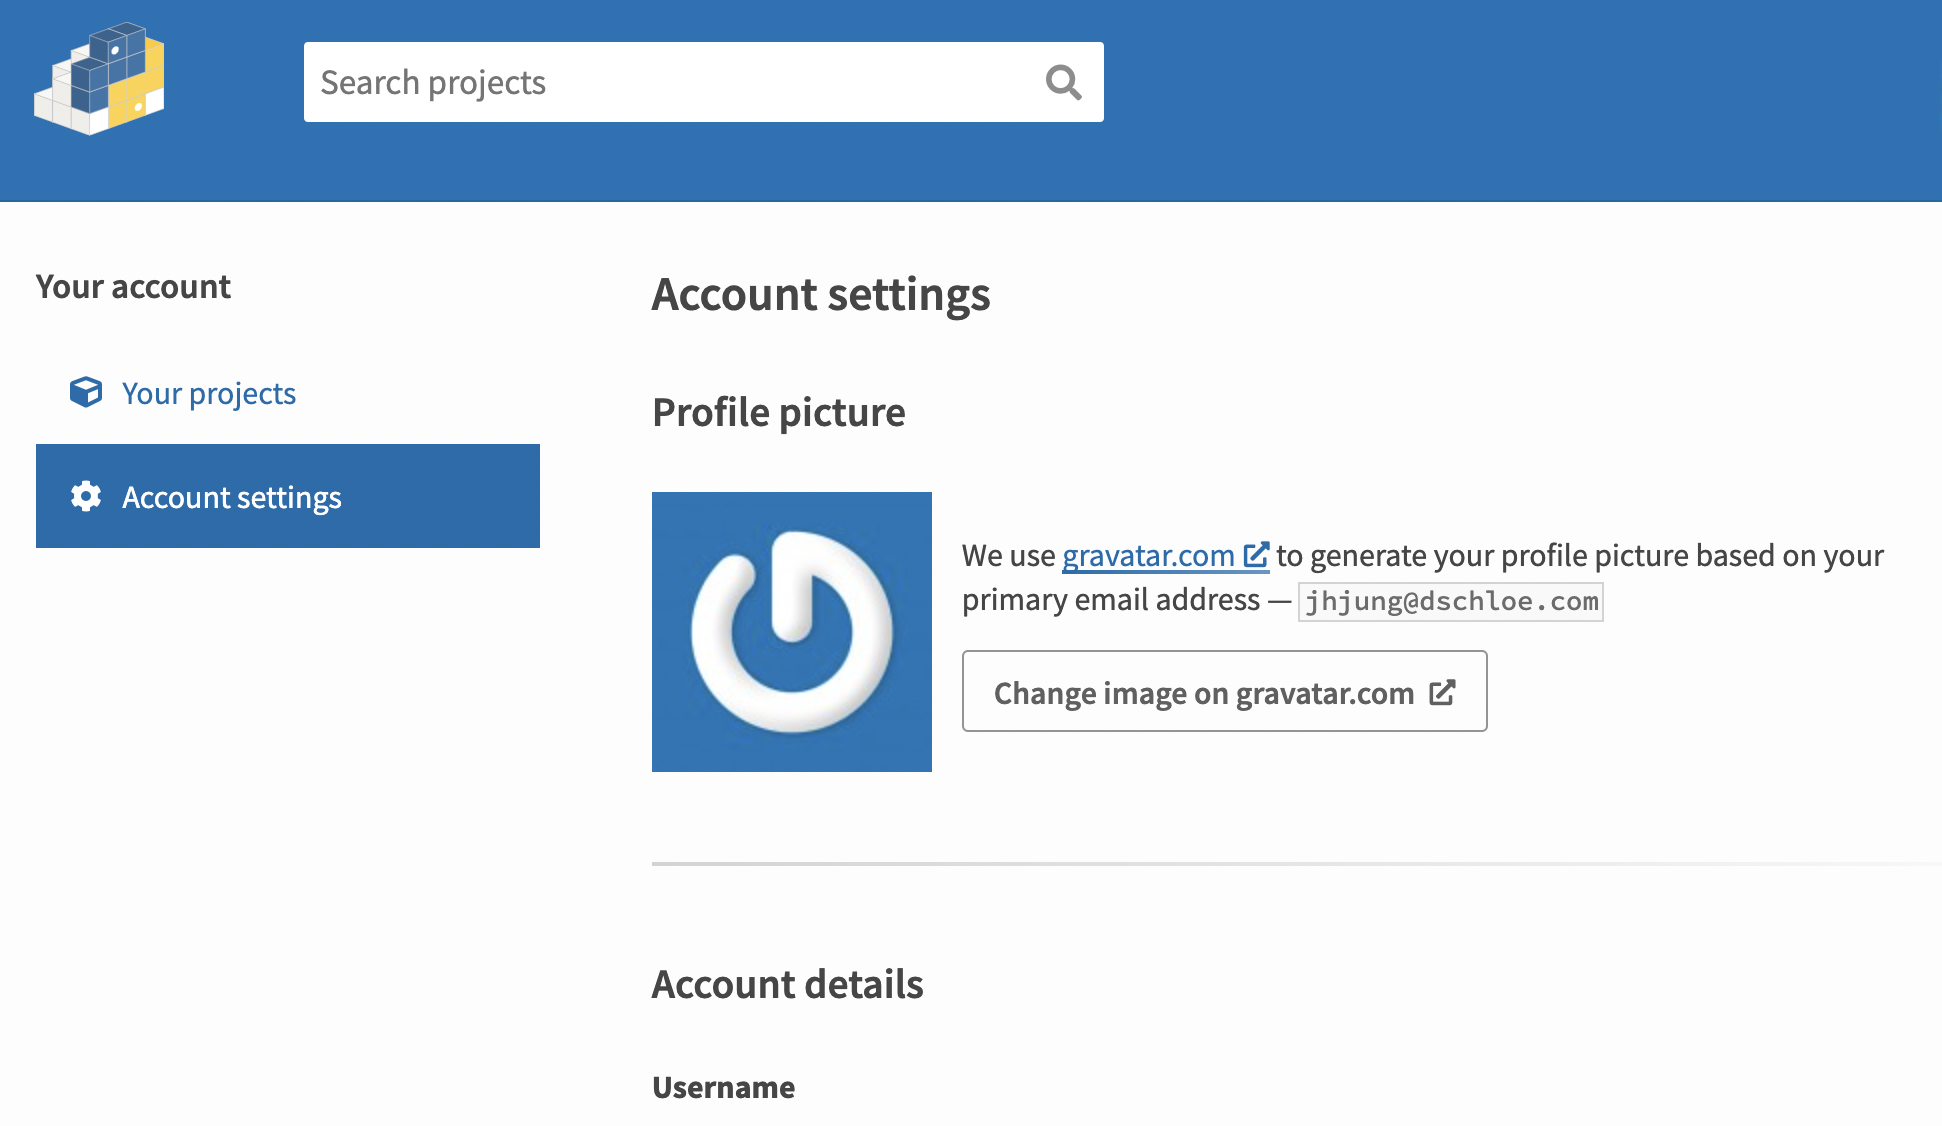 Search projects
Your account
Your projects
Account settings
Account settings
Profile picture
We use gravatar.com to generate your profile picture based on your
primary email address — jhjung@dschloe.com
Change image on gravatar.com
Account details
Username